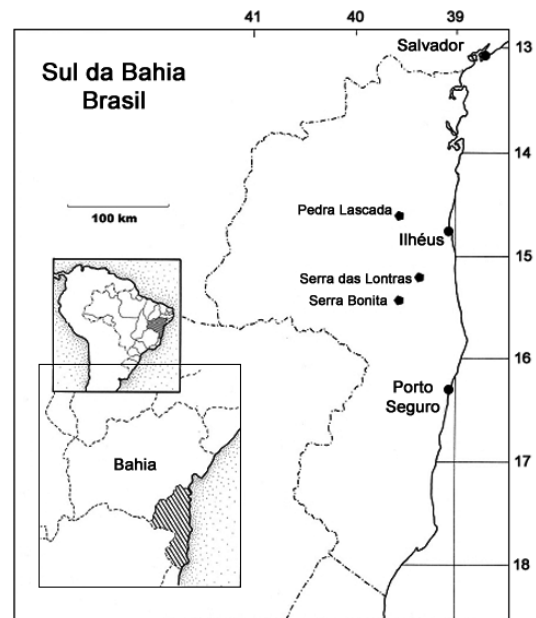 41 40 39
Salvador
13
Sul da Bahia
Brasil
14
100 km
Pedra Lascada
Ilhéus
15
Serra das Lontras
Serra Bonita
16
Porto
Seguro
Bahia
17
18